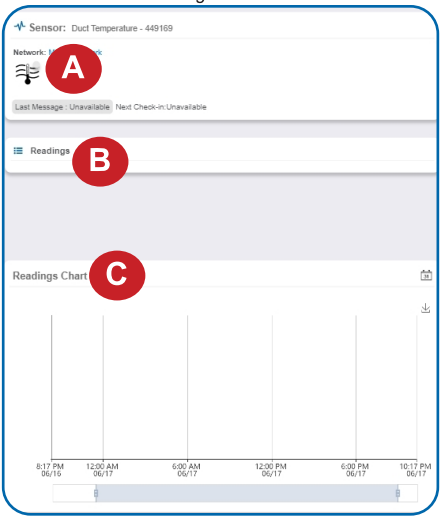 Sensor: Duct Temperature - 449169
Network: rk
A
Last Message : Unavailable Next Check-in:Unavailable
Readings
B
Readings Chart
C
8:17 PM 12:00 AM 6:00 AM 12:00 PM 6:00 PM 10:17 PM
06/16 06/17 06/17 06/17 06/17 06/17